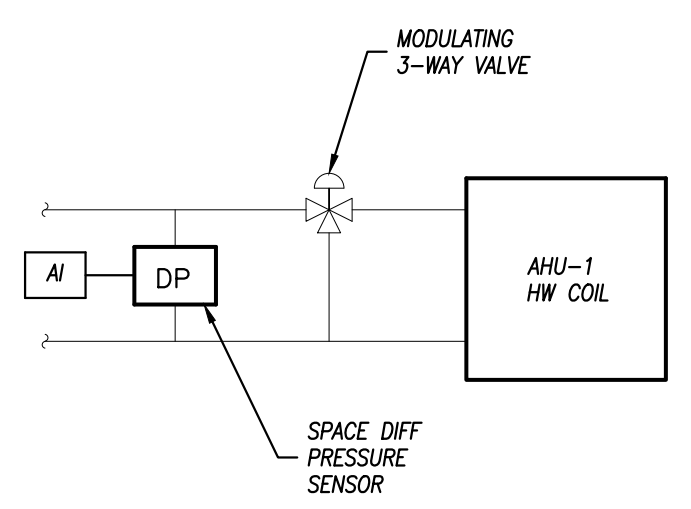 MODULATING
3-WAY VALVE
AI
DP
AHU-1
HW COIL
SPACE DIFF
PRESSURE
SENSOR